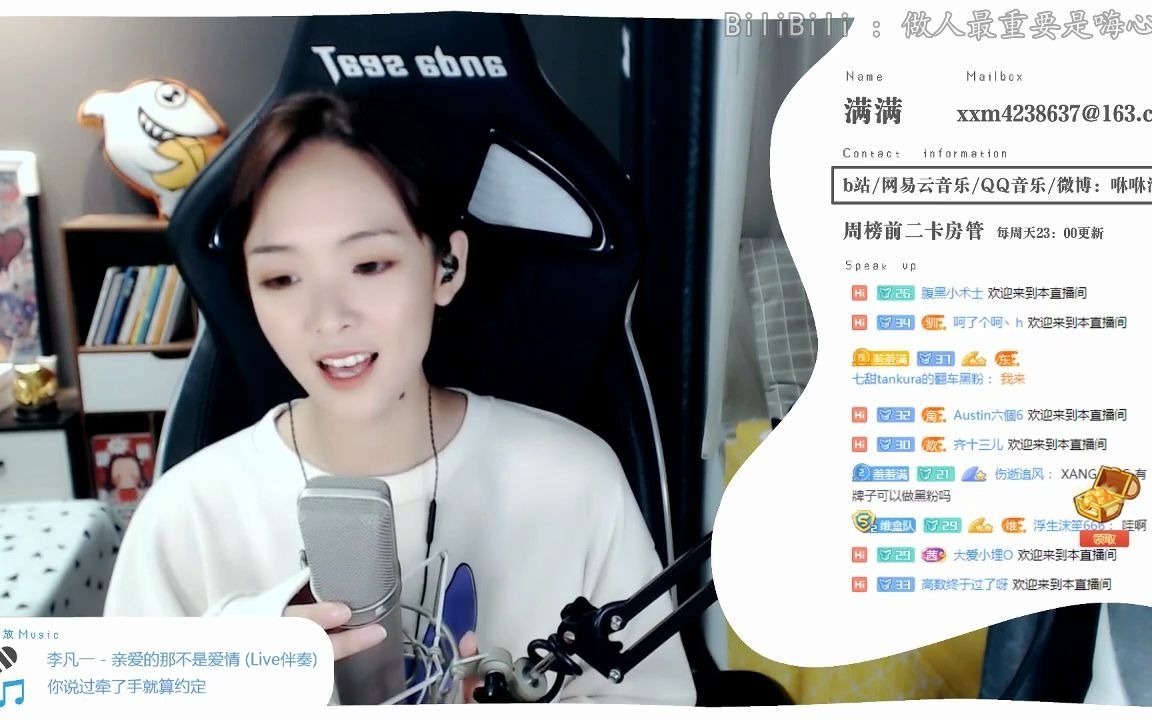 BiliBili : 做人最重要是嗨心
anda seaT
Name Mailbox
满满 xxm4238637@163.c
Contact information
b站/网易云音乐/QQ音乐/微博: 咻咻
周榜前二卡房管 每周天23: 00更新
Speak up
Hi 26 腹黑小术士 欢迎来到本直播间
Hi 34 呵了个呵丶h 欢迎来到本直播间
15 羞羞满 37
七甜tankura的翻车黑粉: 我来
Hi 32 Austin六個6 欢迎来到本直播间
Hi 30 齐十三儿 欢迎来到本直播间
2 羞羞满 21 伤逝追风: XANG 有
牌子可以做黑粉吗
29 浮生沫笙666: 哇啊
领取
Hi 29 茜 大爱小埋O 欢迎来到本直播间
Hi 33 高数终于过了呀 欢迎来到本直播间
放 Music
李凡一 - 亲爱的那不是爱情 (Live伴奏)
你说过牵了手就算约定